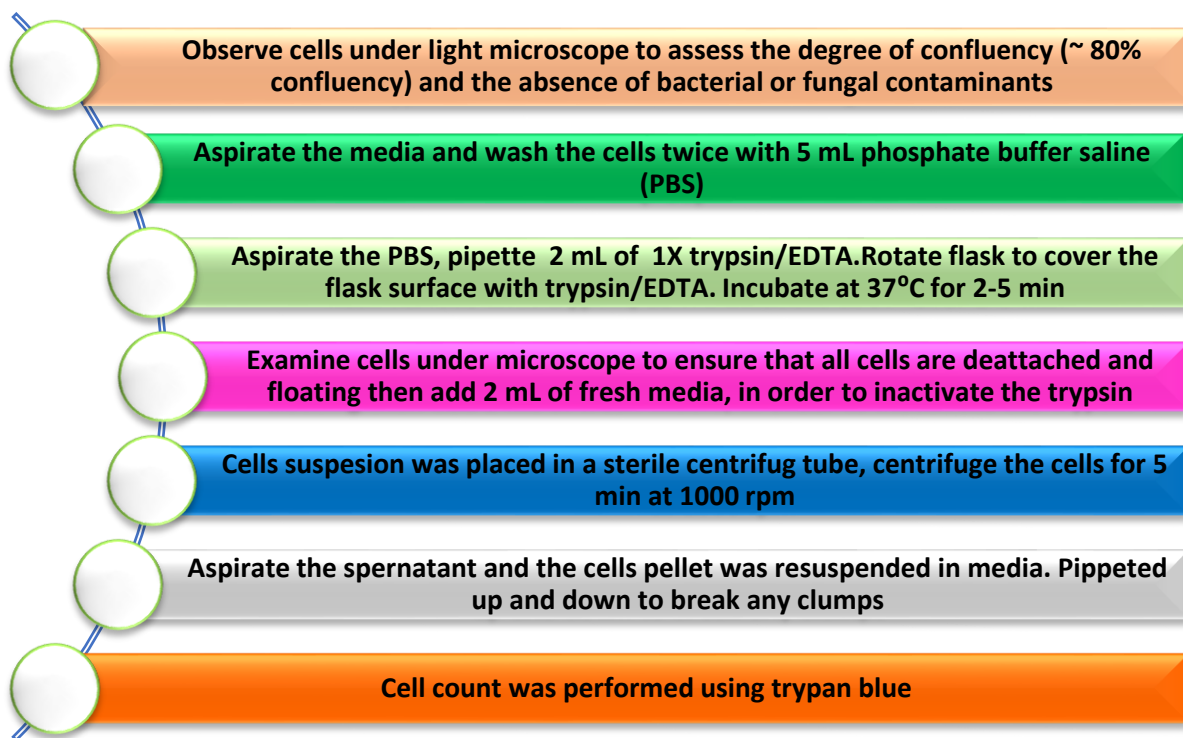 Observe cells under light microscope to assess the degree of confluency (~ 80%
confluency) and the absence of bacterial or fungal contaminants
Aspirate the media and wash the cells twice with 5 mL phosphate buffer saline
(PBS)
Aspirate the PBS, pipette  2 mL of  1X trypsin/EDTA.Rotate flask to cover the
flask surface with trypsin/EDTA. Incubate at 37⁰C for 2-5 min
Examine cells under microscope to ensure that all cells are deattached and
floating then add 2 mL of fresh media, in order to inactivate the trypsin
Cells suspesion was placed in a sterile centrifug tube, centrifuge the cells for 5
min at 1000 rpm
Aspirate the spernatant and the cells pellet was resuspended in media. Pippeted
up and down to break any clumps
Cell count was performed using trypan blue